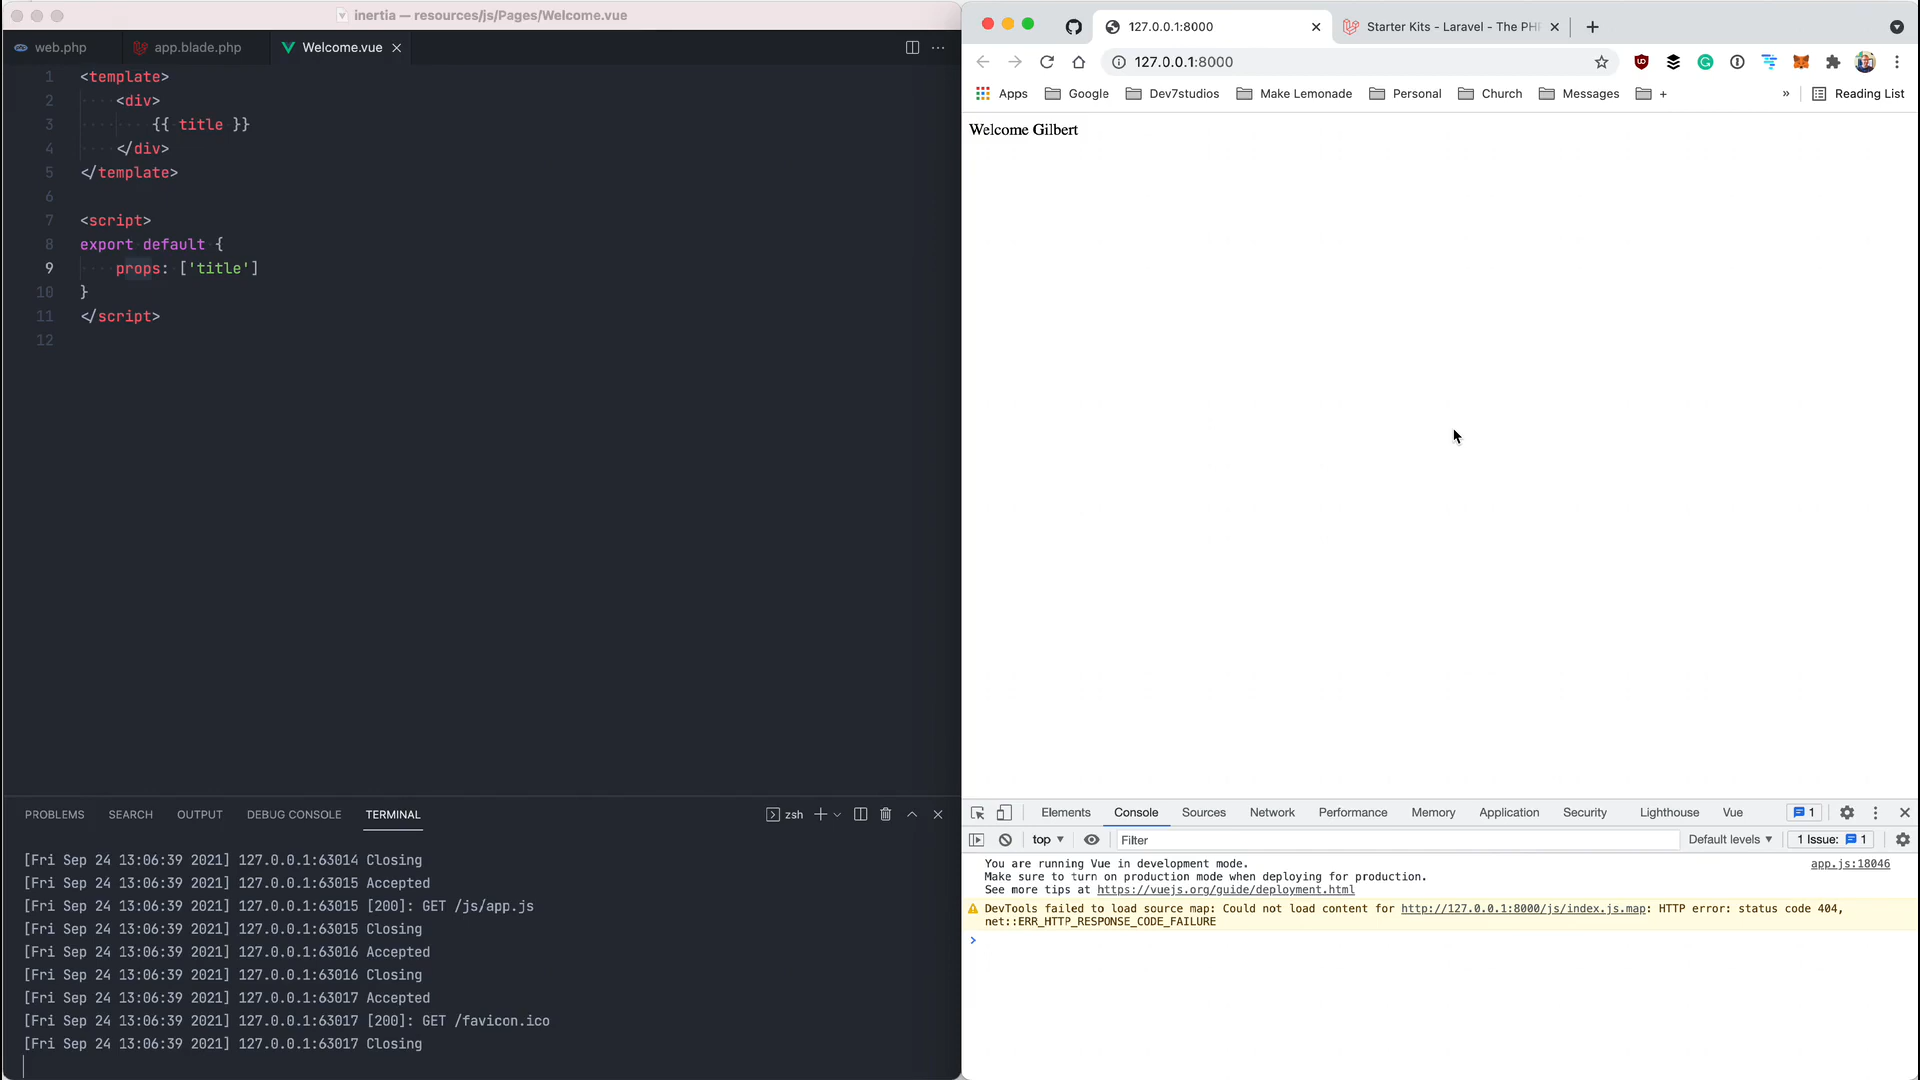 inertia — resources/js/Pages/Welcome.vue
web.php
app.blade.php
Welcome.vue
1 <template>
2 <div>
3 {{ title }}
4 </div>
5 </template>
6
7 <script>
8 export default {
9 props: ['title']
10 }
11 </script>
12
PROBLEMS SEARCH OUTPUT DEBUG CONSOLE TERMINAL
zsh
[Fri Sep 24 13:06:39 2021] 127.0.0.1:63014 Closing
[Fri Sep 24 13:06:39 2021] 127.0.0.1:63015 Accepted
[Fri Sep 24 13:06:39 2021] 127.0.0.1:63015 [200]: GET /js/app.js
[Fri Sep 24 13:06:39 2021] 127.0.0.1:63015 Closing
[Fri Sep 24 13:06:39 2021] 127.0.0.1:63016 Accepted
[Fri Sep 24 13:06:39 2021] 127.0.0.1:63016 Closing
[Fri Sep 24 13:06:39 2021] 127.0.0.1:63017 Accepted
[Fri Sep 24 13:06:39 2021] 127.0.0.1:63017 [200]: GET /favicon.ico
[Fri Sep 24 13:06:39 2021] 127.0.0.1:63017 Closing
127.0.0.1:8000
Starter Kits - Laravel - The PH
127.0.0.1:8000
Apps Google Dev7studios Make Lemonade Personal Church Messages + » Reading List
Welcome Gilbert
Elements Console Sources Network Performance Memory Application Security Lighthouse Vue 1
top Filter Default levels 1 Issue: 1
You are running Vue in development mode. app.js:18046
Make sure to turn on production mode when deploying for production.
See more tips at https://vuejs.org/guide/deployment.html
DevTools failed to load source map: Could not load content for http://127.0.0.1:8000/js/index.js.map: HTTP error: status code 404,
net::ERR_HTTP_RESPONSE_CODE_FAILURE
>